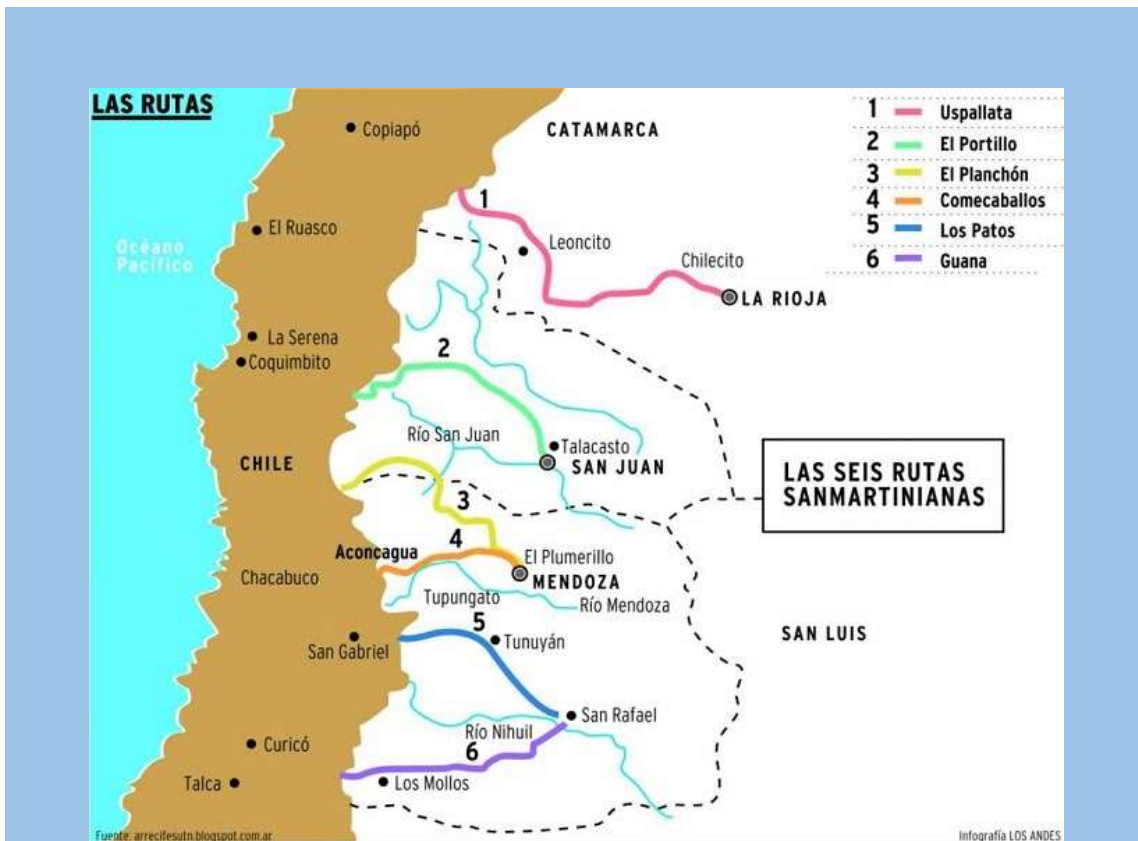 LAS RUTAS
Copiapó
CATAMARCA
1 Uspallata
2 El Portillo
3 El Planchón
4 Comecaballos
5 Los Patos
6 Guana
1
El Ruasco
Océano
Pacífico
Leoncito
Chilecito
LA RIOJA
La Serena
Coquimbito
2
Río San Juan
Talacasto
SAN JUAN
CHILE
LAS SEIS RUTAS
SANMARTINIANAS
3
4
Aconcagua
El Plumerillo
MENDOZA
Chacabuco
Tupungato
Río Mendoza
5
SAN LUIS
San Gabriel
Tunuyán
San Rafael
Río Nihuil
6
Curicó
Talca
Los Mollos
Fuente: arrecifesutn.blogspot.com.ar
Infografía LOS ANDES